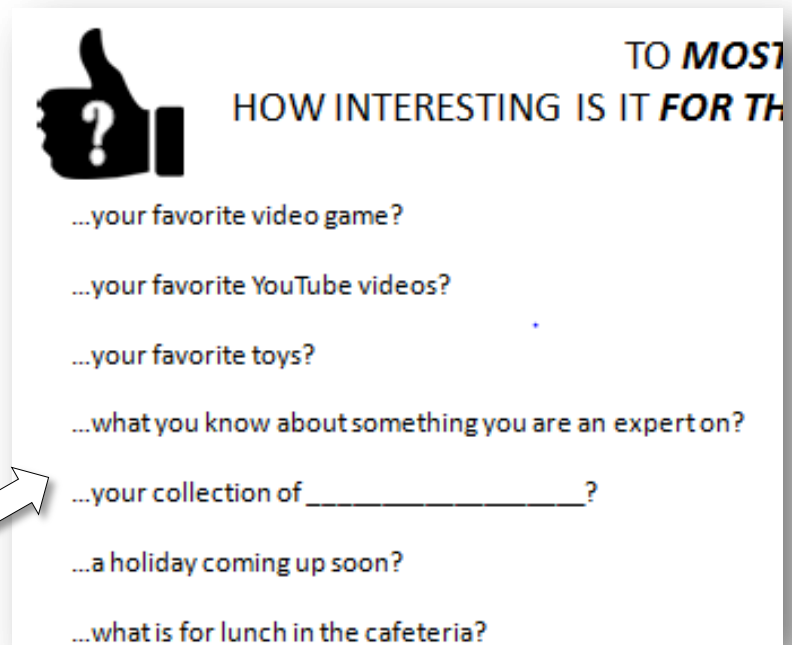 TO MOST
HOW INTERESTING IS IT FOR TH
?
...your favorite video game?
...your favorite YouTube videos?
...your favorite toys?
...what you know about something you are an expert on?
...your collection of ____________________?
...a holiday coming up soon?
...what is for lunch in the cafeteria?